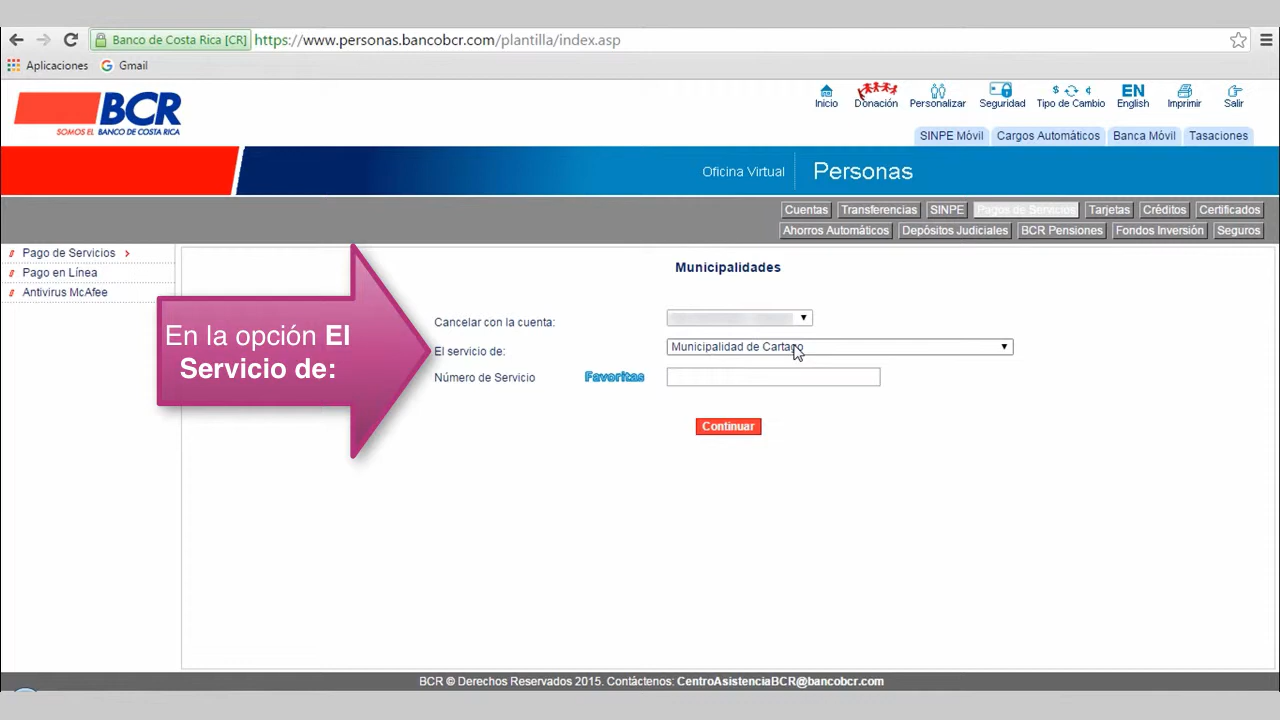 Banco de Costa Rica [CR] https://www.personas.bancobcr.com/plantilla/index.asp
Aplicaciones G Gmail
BCR
SOMOS EL BANCO DE COSTA RICA
Inicio Donación Personalizar Seguridad Tipo de Cambio EN English Imprimir Salir
SINPE Móvil Cargos Automáticos Banca Móvil Tasaciones
Oficina Virtual Personas
Cuentas Transferencias SINPE Pagos de Servicios Tarjetas Créditos Certificados
Ahorros Automáticos Depósitos Judiciales BCR Pensiones Fondos Inversión Seguros
Pago de Servicios
Pago en Línea
Antivirus McAfee
Municipalidades
En la opción El
Servicio de:
Cancelar con la cuenta:
El servicio de: Municipalidad de Cartago
Número de Servicio Favoritas
Continuar
BCR © Derechos Reservados 2015. Contáctenos: CentroAsistenciaBCR@bancobcr.com